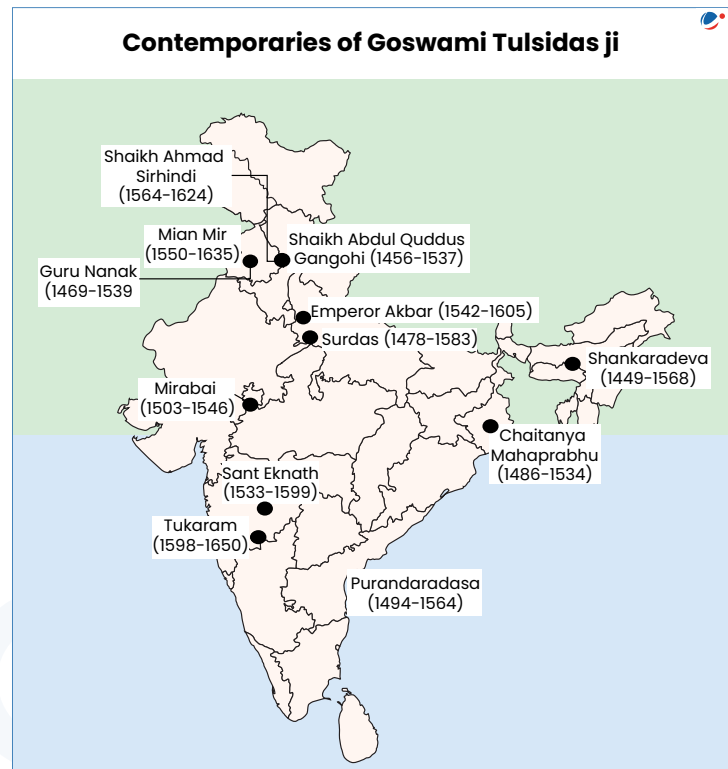 Contemporaries of Goswami Tulsidas ji
Shaikh Ahmad
Sirhindi
(1564-1624)
Mian Mir
(1550-1635)
Shaikh Abdul Quddus
Gangohi (1456-1537)
Guru Nanak
(1469-1539
Emperor Akbar (1542-1605)
Surdas (1478-1583)
Shankaradeva
(1449-1568)
Mirabai
(1503-1546)
Chaitanya
Mahaprabhu
(1486-1534)
Sant Eknath
(1533-1599)
Tukaram
(1598-1650)
Purandaradasa
(1494-1564)